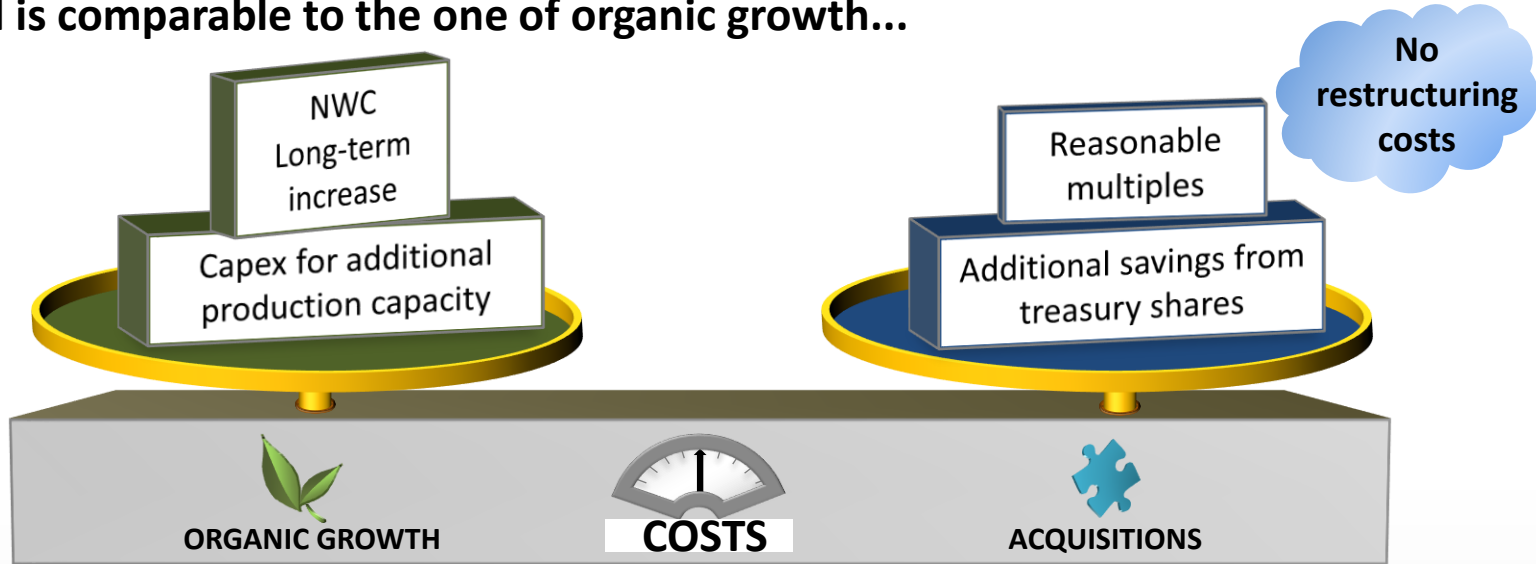 is comparable to the one of organic growth...
No
restructuring
costs
NWC
Long-term
increase
Capex for additional
production capacity
Reasonable
multiples
Additional savings from
treasury shares
ORGANIC GROWTH
COSTS
ACQUISITIONS